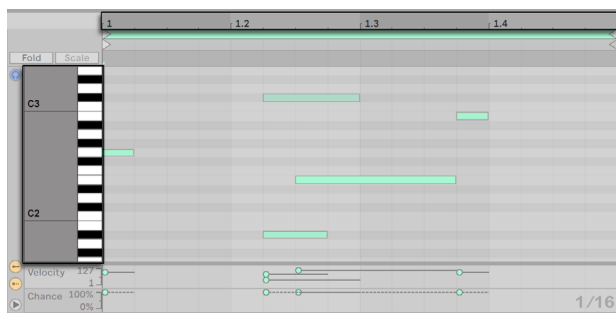 1 1.2 1.3 1.4
Fold Scale
C3
C2
Velocity 127
1
Chance 100%
0%
1/16